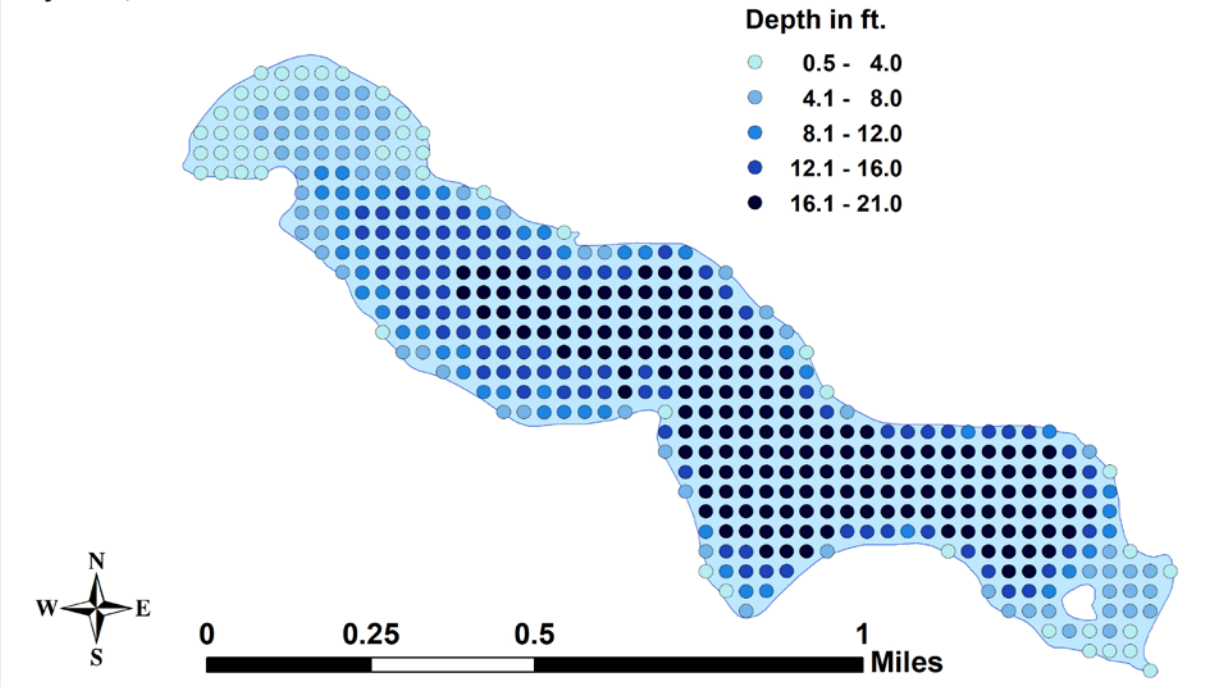 Depth in ft.
0.5 - 4.0
4.1 - 8.0
8.1 - 12.0
12.1 - 16.0
16.1 - 21.0
N
W E
S
0 0.25 0.5 1
Miles